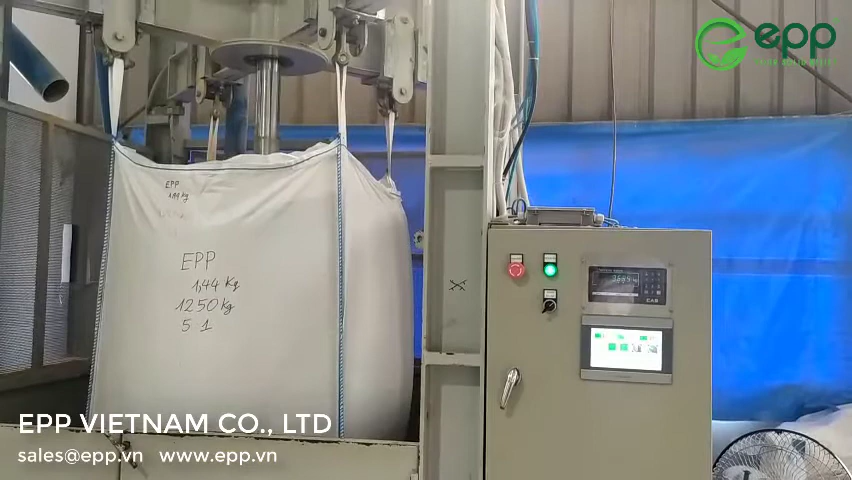 epp
EPP
1,44 kg
EPP
1,44 Kg
1250 kg
5 1
CAS
EPP VIETNAM CO., LTD
sales@epp.vn www.epp.vn